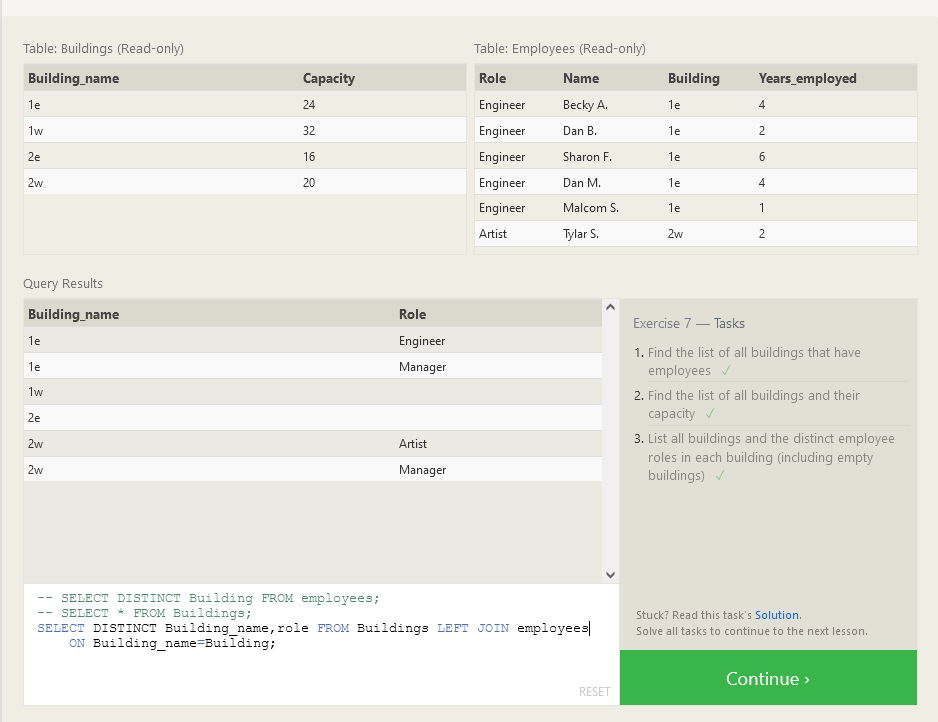 Table: Buildings (Read-only)
Building_name Capacity
1e 24
1w 32
2e 16
2w 20
Table: Employees (Read-only)
Role Name Building Years_employed
Engineer Becky A. 1e 4
Engineer Dan B. 1e 2
Engineer Sharon F. 1e 6
Engineer Dan M. 1e 4
Engineer Malcom S. 1e 1
Artist Tylar S. 2w 2
Query Results
Building_name Role
1e Engineer
1e Manager
1w
2e
2w Artist
2w Manager
Exercise 7 — Tasks
1. Find the list of all buildings that have
employees ✓
2. Find the list of all buildings and their
capacity ✓
3. List all buildings and the distinct employee
roles in each building (including empty
buildings) ✓
-- SELECT DISTINCT Building FROM employees;
-- SELECT * FROM Buildings;
SELECT DISTINCT Building_name,role FROM Buildings LEFT JOIN employees
ON Building_name=Building;
RESET
Stuck? Read this task's Solution.
Solve all tasks to continue to the next lesson.
Continue ›